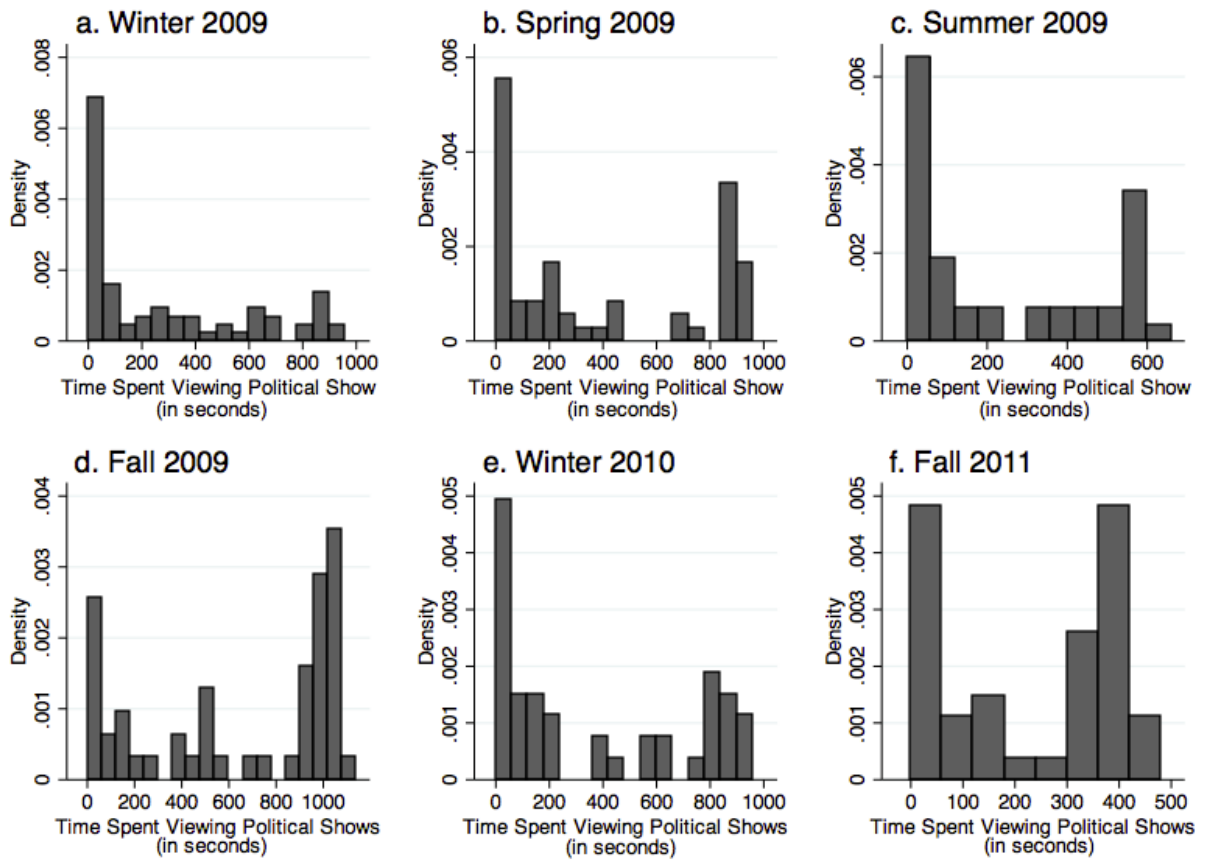 a. Winter 2009
.008
.006
.004
.002
0
Density
0 200 400 600 800 1000
Time Spent Viewing Political Show
(in seconds)
b. Spring 2009
.006
.004
.002
0
Density
0 200 400 600 800 1000
Time Spent Viewing Political Show
(in seconds)
c. Summer 2009
.006
.004
.002
0
Density
0 200 400 600
Time Spent Viewing Political Show
(in seconds)
d. Fall 2009
.004
.003
.002
.001
0
Density
0 200 400 600 800 1000
Time Spent Viewing Political Shows
(in seconds)
e. Winter 2010
.005
.004
.003
.002
.001
0
Density
0 200 400 600 800 1000
Time Spent Viewing Political Shows
(in seconds)
f. Fall 2011
.005
.004
.003
.002
.001
0
Density
0 100 200 300 400 500
Time Spent Viewing Political Shows
(in seconds)